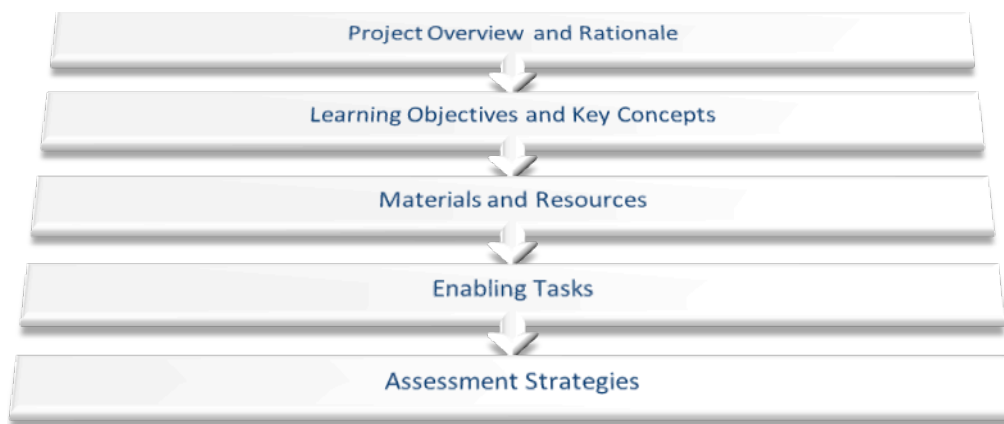 Project Overview and Rationale
Learning Objectives and Key Concepts
Materials and Resources
Enabling Tasks
Assessment Strategies